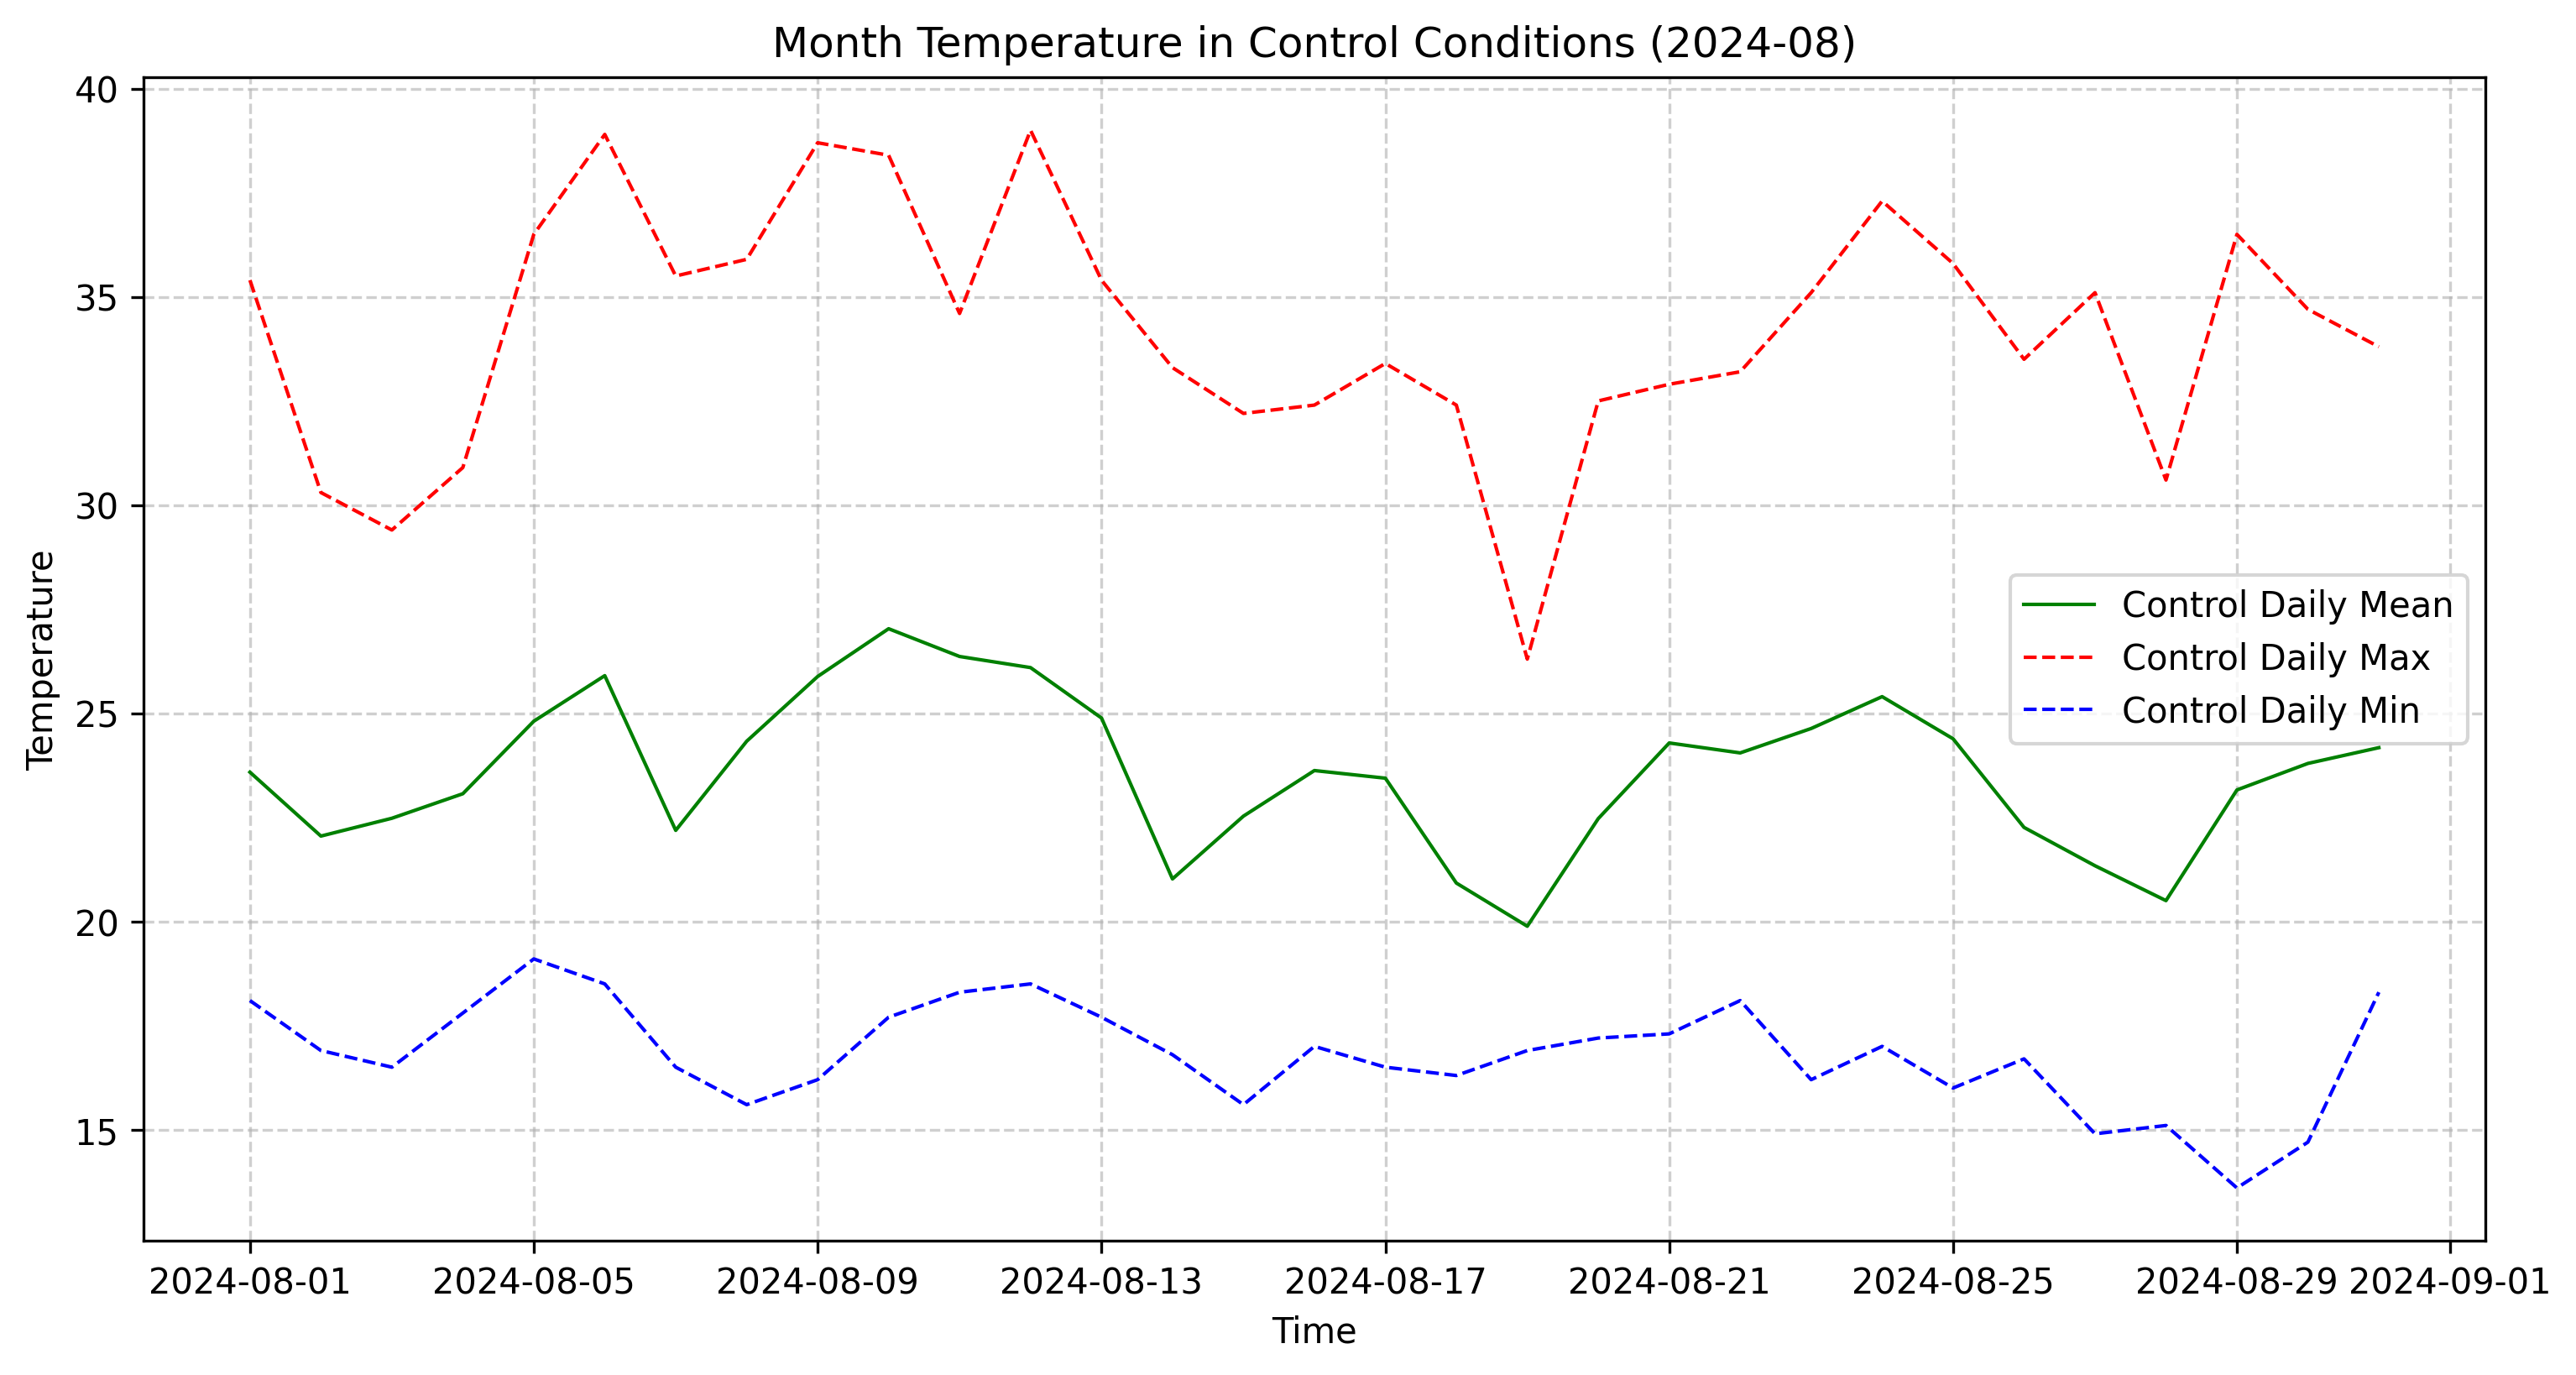 Month Temperature in Control Conditions (2024-08)
40
35
30
25
20
15
Temperature
Control Daily Mean
Control Daily Max
Control Daily Min
2024-08-01 2024-08-05 2024-08-09 2024-08-13 2024-08-17 2024-08-21 2024-08-25 2024-08-29 2024-09-01
Time